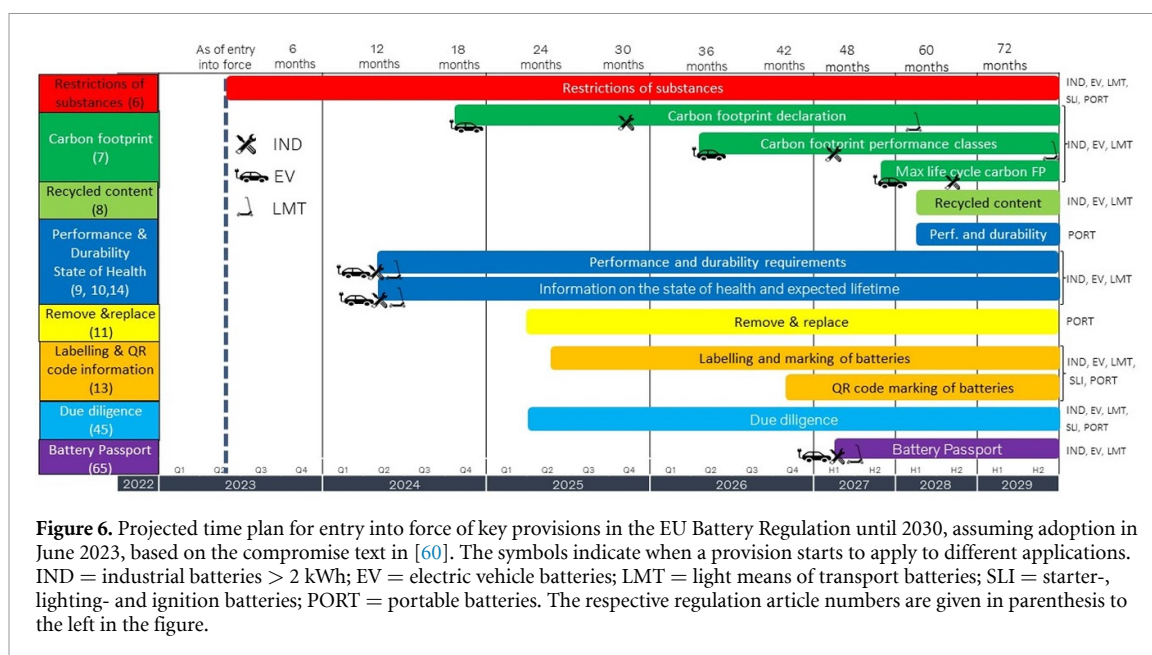 As of entry into force
6 months
12 months
18 months
24 months
30 months
36 months
42 months
48 months
60 months
72 months
Restrictions of
substances (6)
Restrictions of substances
IND, EV, LMT,
SLI, PORT
Carbon footprint
(7)
Carbon footprint declaration
Carbon footprint performance classes
Max life cycle carbon FP
IND, EV, LMT
IND
EV
LMT
Recycled content
(8)
Recycled content
IND, EV, LMT
Performance &
Durability
State of Health
(9, 10,14)
Perf. and durability
PORT
Performance and durability requirements
Information on the state of health and expected lifetime
IND, EV, LMT
Remove &replace
(11)
Remove & replace
PORT
Labelling & QR
code information
(13)
Labelling and marking of batteries
QR code marking of batteries
IND, EV, LMT,
SLI, PORT
Due diligence
(45)
Due diligence
IND, EV, LMT,
SLI, PORT
Battery Passport
(65)
Battery Passport
IND, EV, LMT
Q1 Q2 Q3 Q4 Q1 Q2 Q3 Q4 Q1 Q2 Q3 Q4 Q1 Q2 Q3 Q4 H1 H2 H1 H2 H1 H2
2022 2023 2024 2025 2026 2027 2028 2029
Figure 6. Projected time plan for entry into force of key provisions in the EU Battery Regulation until 2030, assuming adoption in
June 2023, based on the compromise text in [60]. The symbols indicate when a provision starts to apply to different applications.
IND = industrial batteries > 2 kWh; EV = electric vehicle batteries; LMT = light means of transport batteries; SLI = starter-,
lighting- and ignition batteries; PORT = portable batteries. The respective regulation article numbers are given in parenthesis to
the left in the figure.